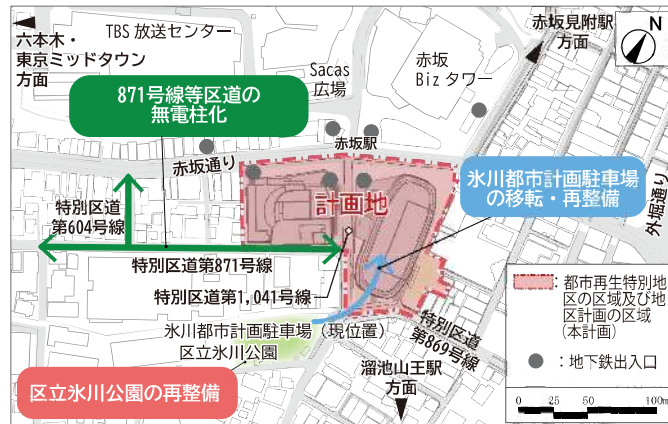 赤坂見附駅
方面
N
六本木・
東京ミッドタウン
方面
TBS 放送センター
Sacas
広場
赤坂
Biz タワー
871号線等区道の
無電柱化
赤坂通り
赤坂駅
氷川都市計画駐車場
の移転・再整備
外堀通り
計画地
特別区道
第604号線
特別区道第871号線
特別区道第1,041号線
氷川都市計画駐車場（現位置）
区立氷川公園
特別区道
第869号線
区立氷川公園の再整備
溜池山王駅
方面
：都市再生特別地
区の区域及び地
区計画の区域
（本計画）
：地下鉄出入口
0 25 50 100m